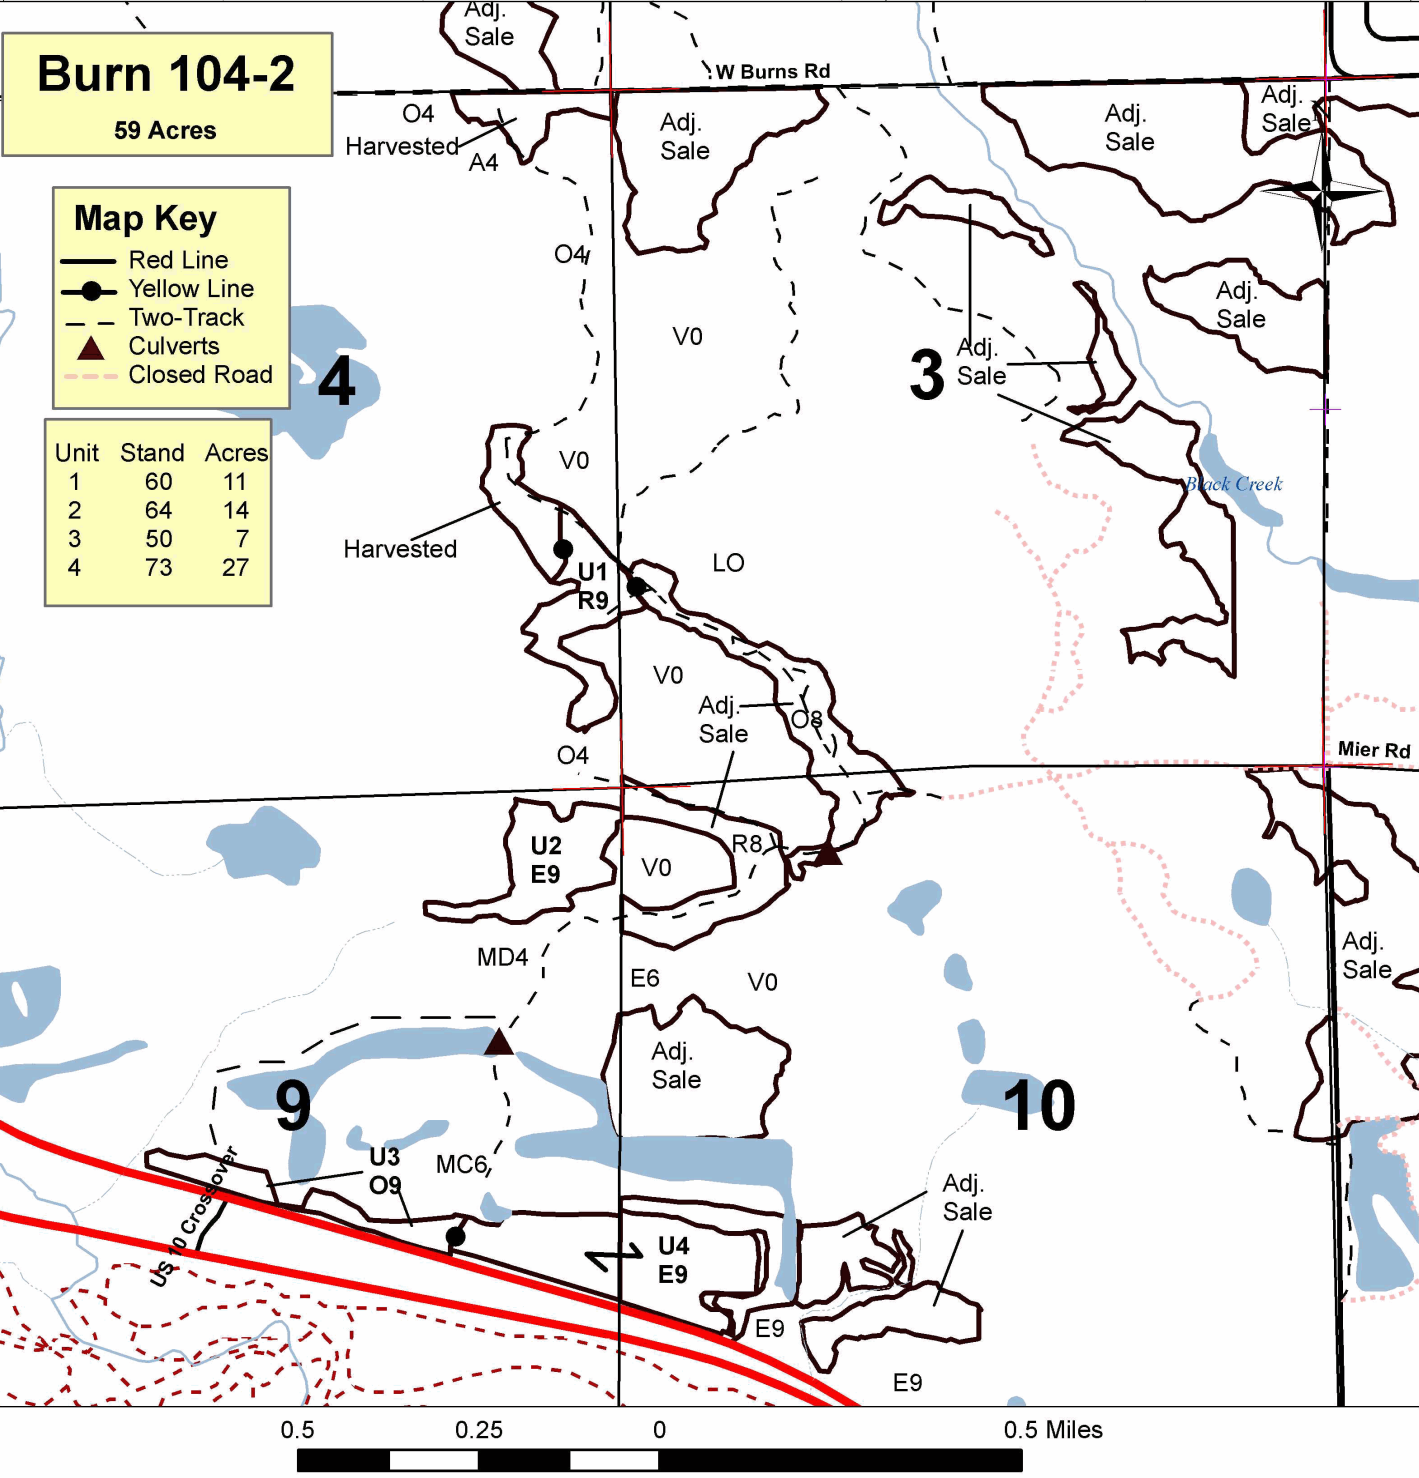 Burn 104-2
59 Acres
Map Key
Red Line
Yellow Line
Two-Track
Culverts
Closed Road
Unit Stand Acres
1 60 11
2 64 14
3 50 7
4 73 27
Adj.
Sale
W Burns Rd
O4
Harvested
A4
Adj.
Sale
Adj.
Sale
Adj.
Sale
O4
V0
4
3
Adj.
Sale
Adj.
Sale
V0
Black Creek
Harvested
LO
U1
R9
V0
Adj.
Sale
O8
O4
Mier Rd
U2
E9
V0
R8
MD4
E6
V0
Adj.
Sale
Adj.
Sale
9
10
U3
O9
MC6
US 10 Crossover
Adj.
Sale
U4
E9
E9
E9
0.5 0.25 0 0.5 Miles